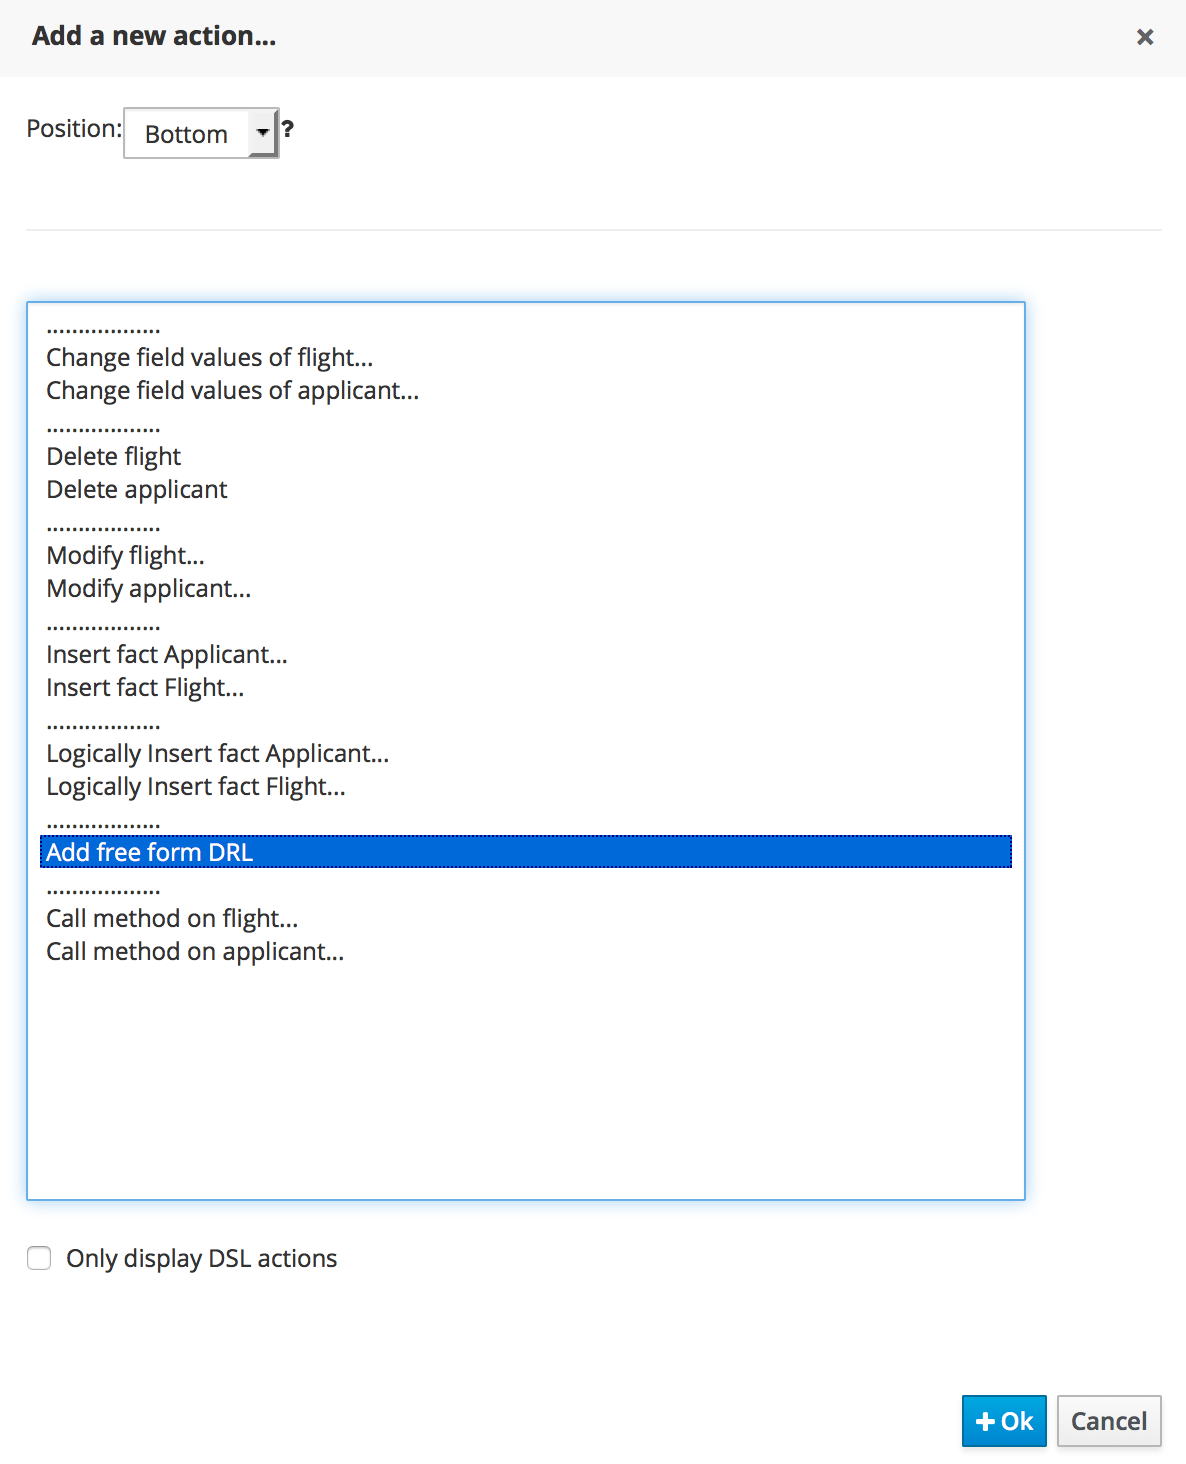 Add a new action...
Position: Bottom ?
..................
Change field values of flight...
Change field values of applicant...
..................
Delete flight
Delete applicant
..................
Modify flight...
Modify applicant...
..................
Insert fact Applicant...
Insert fact Flight...
..................
Logically Insert fact Applicant...
Logically Insert fact Flight...
..................
Add free form DRL
..................
Call method on flight...
Call method on applicant...
Only display DSL actions
Ok Cancel